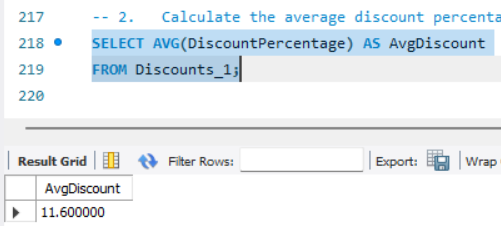 217 -- 2. Calculate the average discount
218 SELECT AVG(DiscountPercentage) AS AvgDiscount
219 FROM Discounts_1;
220
Result Grid Filter Rows: Export: Wrap
AvgDiscount
11.600000